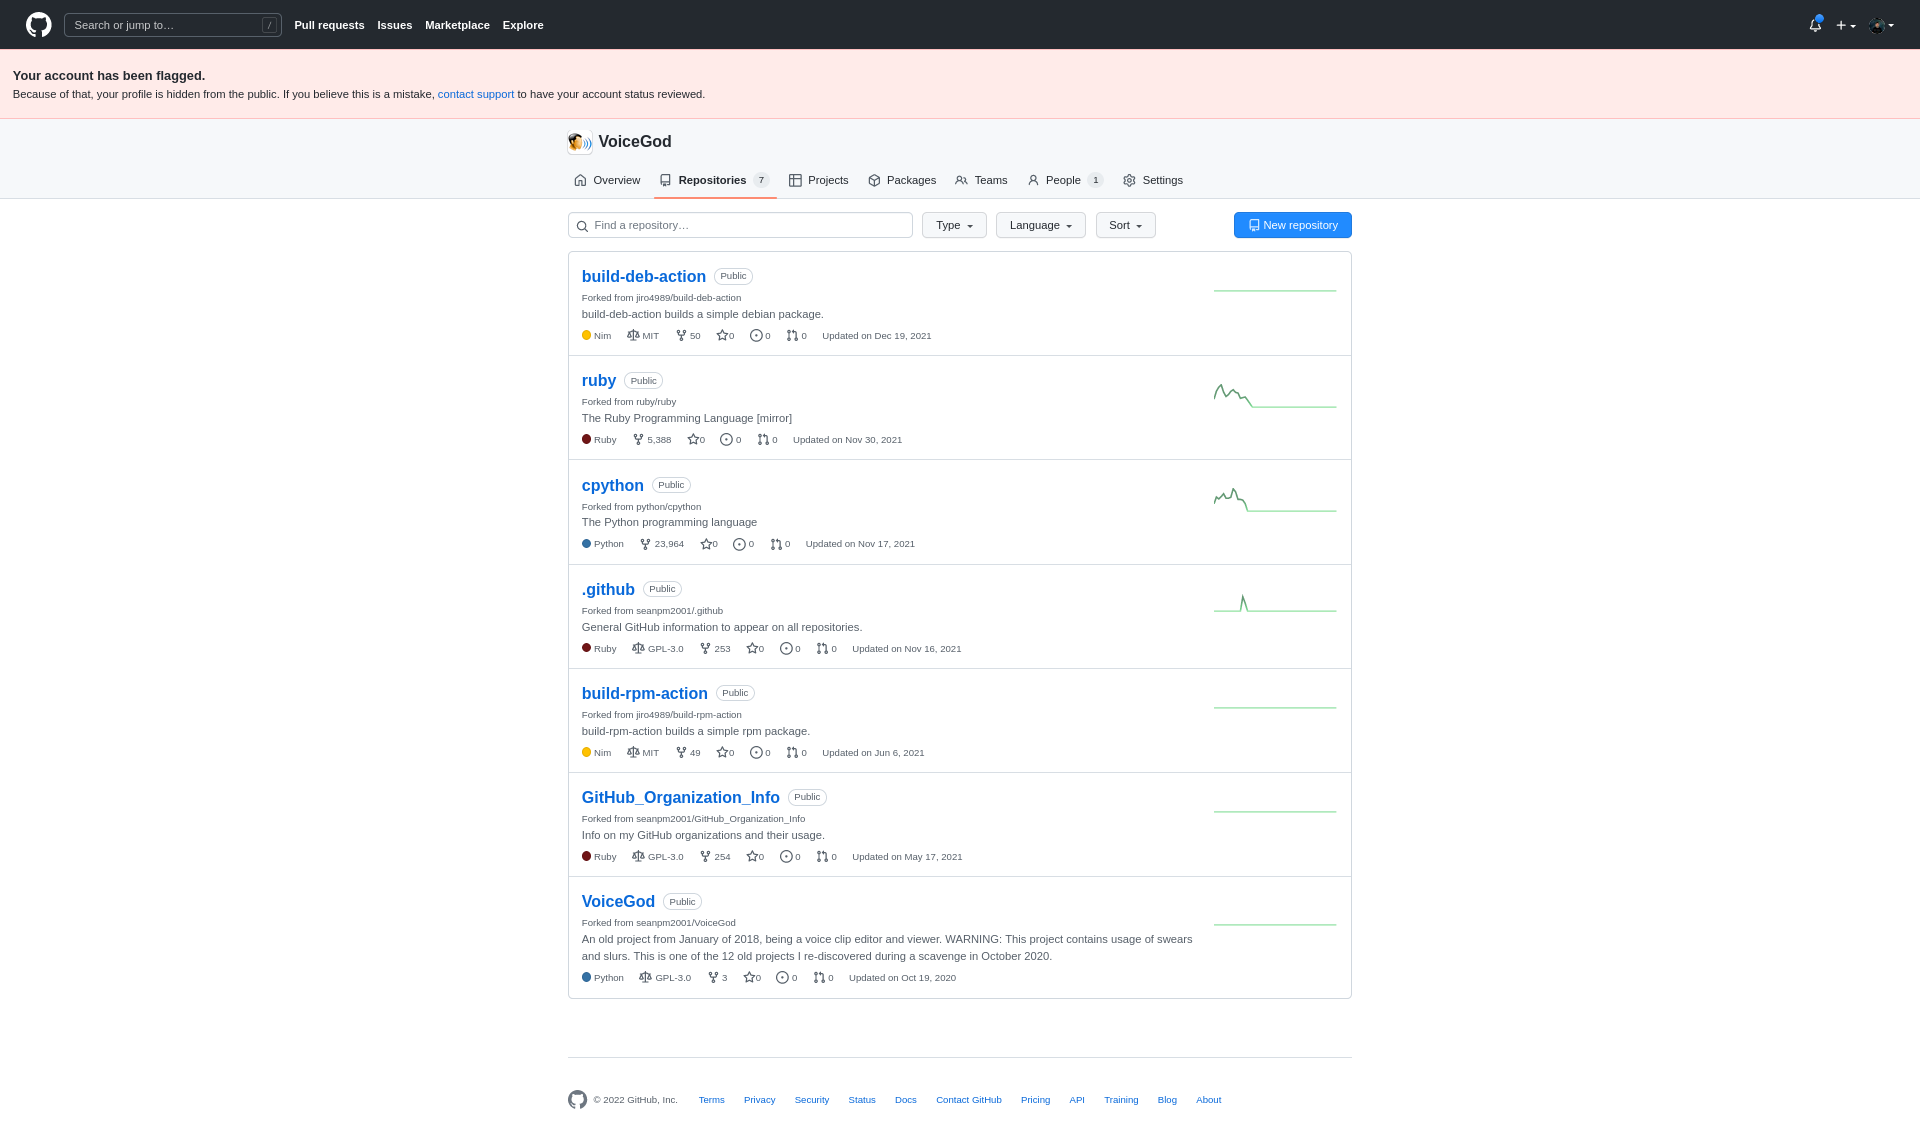 Search or jump to… /
Pull requests Issues Marketplace Explore
Your account has been flagged.
Because of that, your profile is hidden from the public. If you believe this is a mistake, contact support to have your account status reviewed.
VoiceGod
Overview Repositories 7 Projects Packages Teams People 1 Settings
Find a repository… Type Language Sort New repository
build-deb-action Public
Forked from jiro4989/build-deb-action
build-deb-action builds a simple debian package.
Nim MIT 50 0 0 0 Updated on Dec 19, 2021
ruby Public
Forked from ruby/ruby
The Ruby Programming Language [mirror]
Ruby 5,388 0 0 0 Updated on Nov 30, 2021
cpython Public
Forked from python/cpython
The Python programming language
Python 23,964 0 0 0 Updated on Nov 17, 2021
.github Public
Forked from seanpm2001/.github
General GitHub information to appear on all repositories.
Ruby GPL-3.0 253 0 0 0 Updated on Nov 16, 2021
build-rpm-action Public
Forked from jiro4989/build-rpm-action
build-rpm-action builds a simple rpm package.
Nim MIT 49 0 0 0 Updated on Jun 6, 2021
GitHub_Organization_Info Public
Forked from seanpm2001/GitHub_Organization_Info
Info on my GitHub organizations and their usage.
Ruby GPL-3.0 254 0 0 0 Updated on May 17, 2021
VoiceGod Public
Forked from seanpm2001/VoiceGod
An old project from January of 2018, being a voice clip editor and viewer. WARNING: This project contains usage of swears
and slurs. This is one of the 12 old projects I re-discovered during a scavenge in October 2020.
Python GPL-3.0 3 0 0 0 Updated on Oct 19, 2020
© 2022 GitHub, Inc. Terms Privacy Security Status Docs Contact GitHub Pricing API Training Blog About